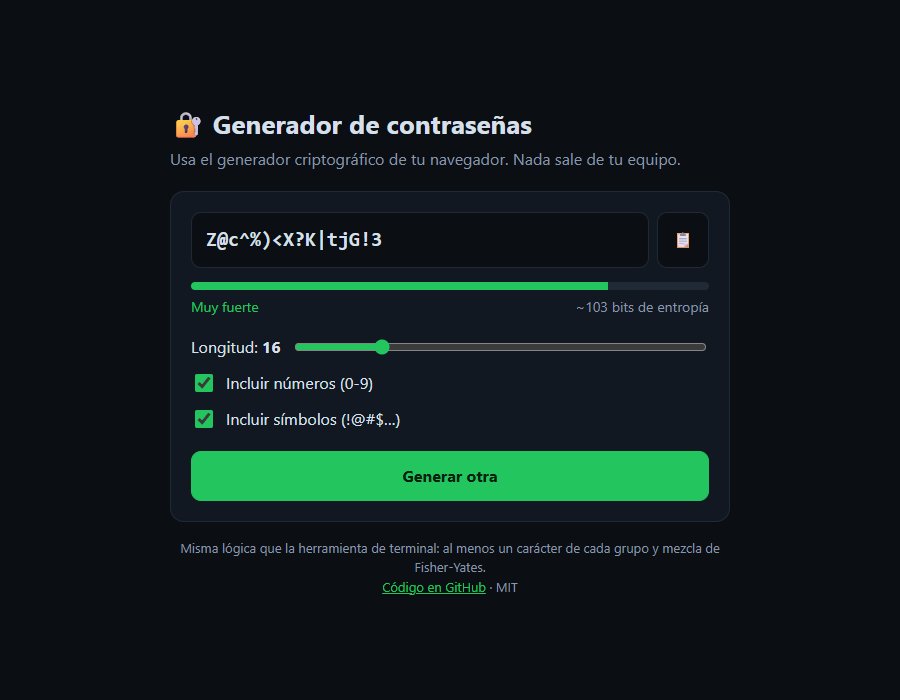 Generador de contraseñas
Usa el generador criptográfico de tu navegador. Nada sale de tu equipo.
Z@c^%)<X?K|tjG!3
Muy fuerte
~103 bits de entropía
Longitud: 16
Incluir números (0-9)
Incluir símbolos (!@#$...)
Generar otra
Misma lógica que la herramienta de terminal: al menos un carácter de cada grupo y mezcla de
Fisher-Yates.
Código en GitHub · MIT